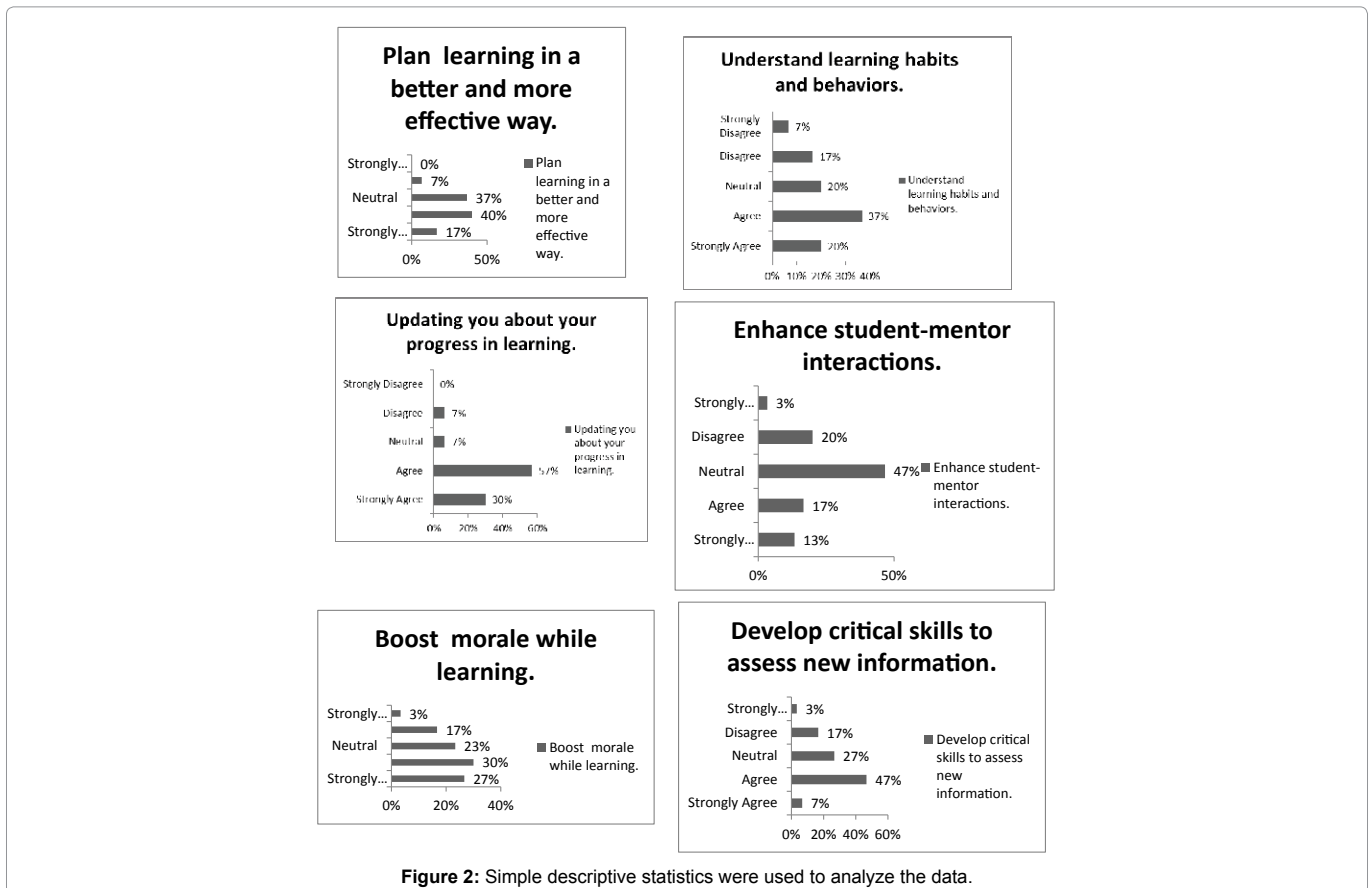 Plan learning in a
better and more
effective way.
Strongly... 0%
7%
Neutral 37%
40%
Strongly... 17%
0% 50%
Plan
learning in a
better and
more
effective
way.
Understand learning habits
and behaviors.
Strongly
Disagree 7%
Disagree 17%
Neutral 20%
Agree 37%
Strongly Agree 20%
0% 10% 20% 30% 40%
Understand
learning habits and
behaviors.
Updating you about your
progress in learning.
Strongly Disagree 0%
Disagree 7%
Neutral 7%
Agree 57%
Strongly Agree 30%
0% 20% 40% 60%
Updating you
about your
progress in
learning.
Enhance student-mentor
interactions.
Strongly... 3%
Disagree 20%
Neutral 47%
Agree 17%
Strongly... 13%
0% 50%
Enhance student-
mentor
interactions.
Boost morale while
learning.
Strongly... 3%
17%
Neutral 23%
30%
Strongly... 27%
0% 20% 40%
Boost morale
while learning.
Develop critical skills to
assess new information.
Strongly... 3%
Disagree 17%
Neutral 27%
Agree 47%
Strongly Agree 7%
0% 20% 40% 60%
Develop critical
skills to assess
new
information.
Figure 2: Simple descriptive statistics were used to analyze the data.